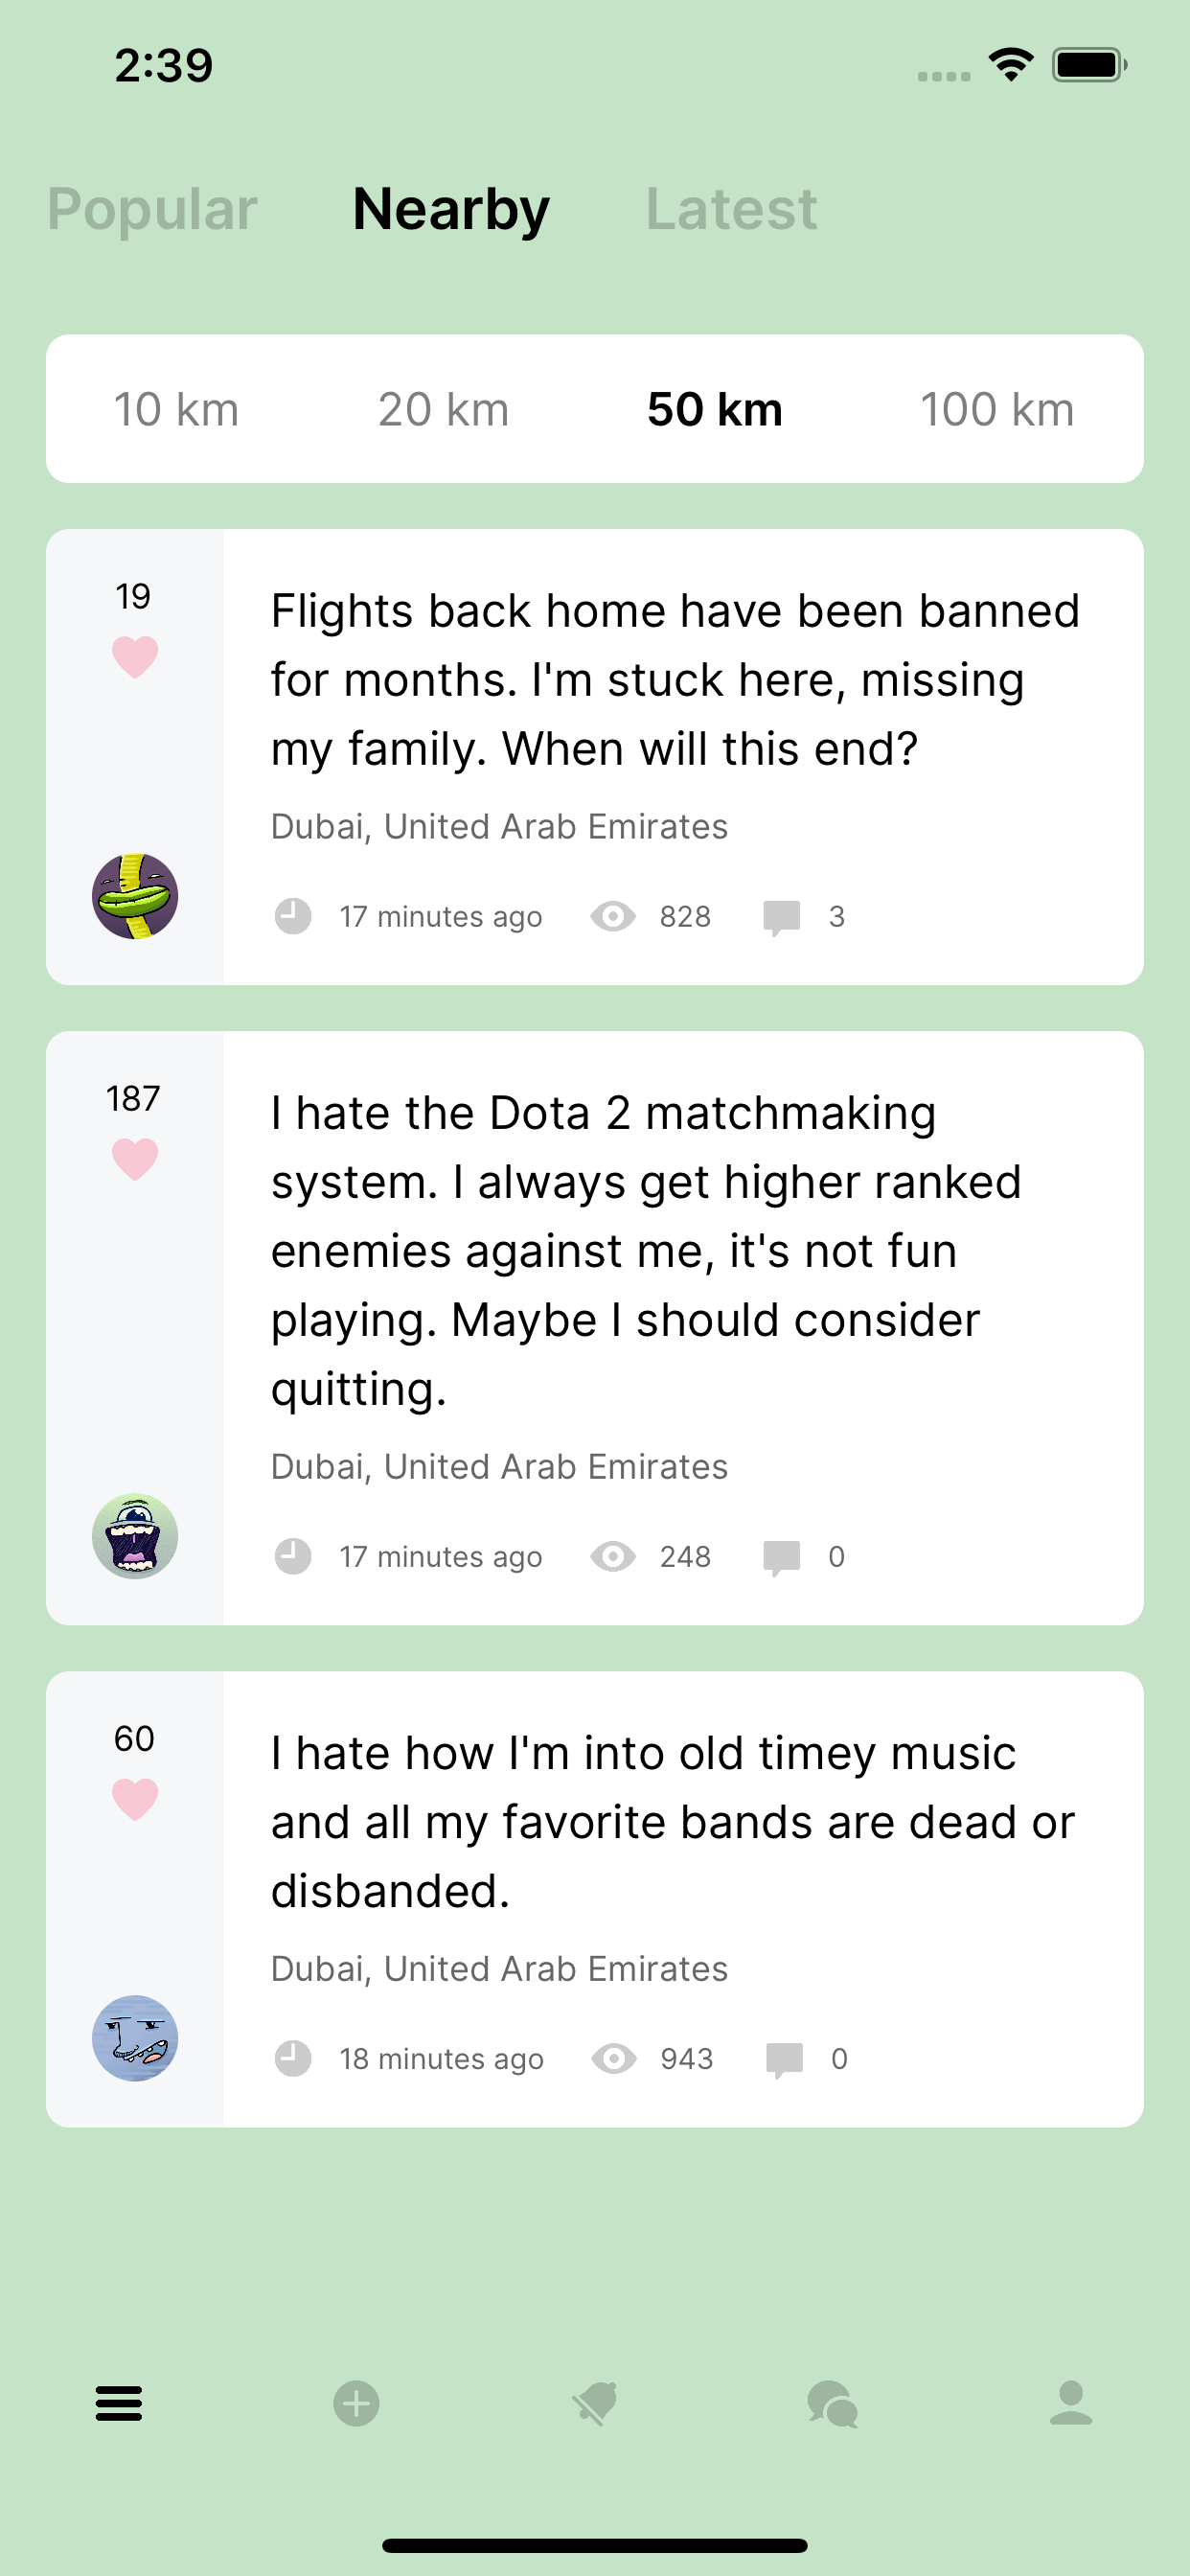 2:39
Popular Nearby Latest
10 km 20 km 50 km 100 km
19
Flights back home have been banned
for months. I'm stuck here, missing
my family. When will this end?
Dubai, United Arab Emirates
17 minutes ago 828 3
187
I hate the Dota 2 matchmaking
system. I always get higher ranked
enemies against me, it's not fun
playing. Maybe I should consider
quitting.
Dubai, United Arab Emirates
17 minutes ago 248 0
60
I hate how I'm into old timey music
and all my favorite bands are dead or
disbanded.
Dubai, United Arab Emirates
18 minutes ago 943 0